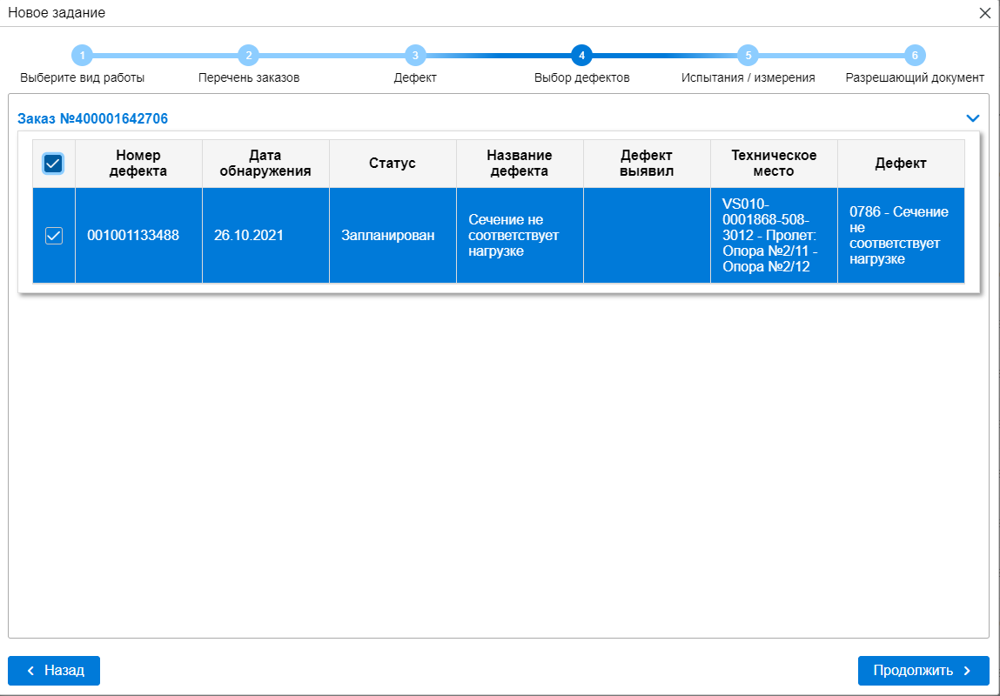 Новое задание
1 2 3 4 5 6
Выберите вид работы Перечень заказов Дефект Выбор дефектов Испытания / измерения Разрешающий документ
Заказ №400001642706
Номер
дефекта
Дата
обнаружения
Статус
Название
дефекта
Дефект
выявил
Техническое
место
Дефект
001001133488
26.10.2021
Запланирован
Сечение не
соответствует
нагрузке
VS010-
0001868-508-
3012 - Пролет:
Опора №2/11 -
Опора №2/12
0786 - Сечение
не
соответствует
нагрузке
Назад
Продолжить